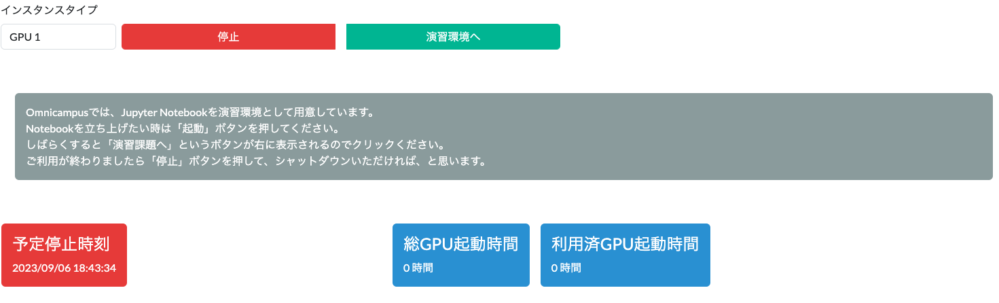 インスタンスタイプ
GPU 1
停止
演習環境へ
Omnicampusでは、Jupyter Notebookを演習環境として用意しています。
Notebookを立ち上げたい時は「起動」ボタンを押してください。
しばらくすると「演習課題へ」というボタンが右に表示されるのでクリックください。
ご利用が終わりましたら「停止」ボタンを押して、シャットダウンいただければ、と思います。
予定停止時刻
2023/09/06 18:43:34
総GPU起動時間
0 時間
利用済GPU起動時間
0 時間